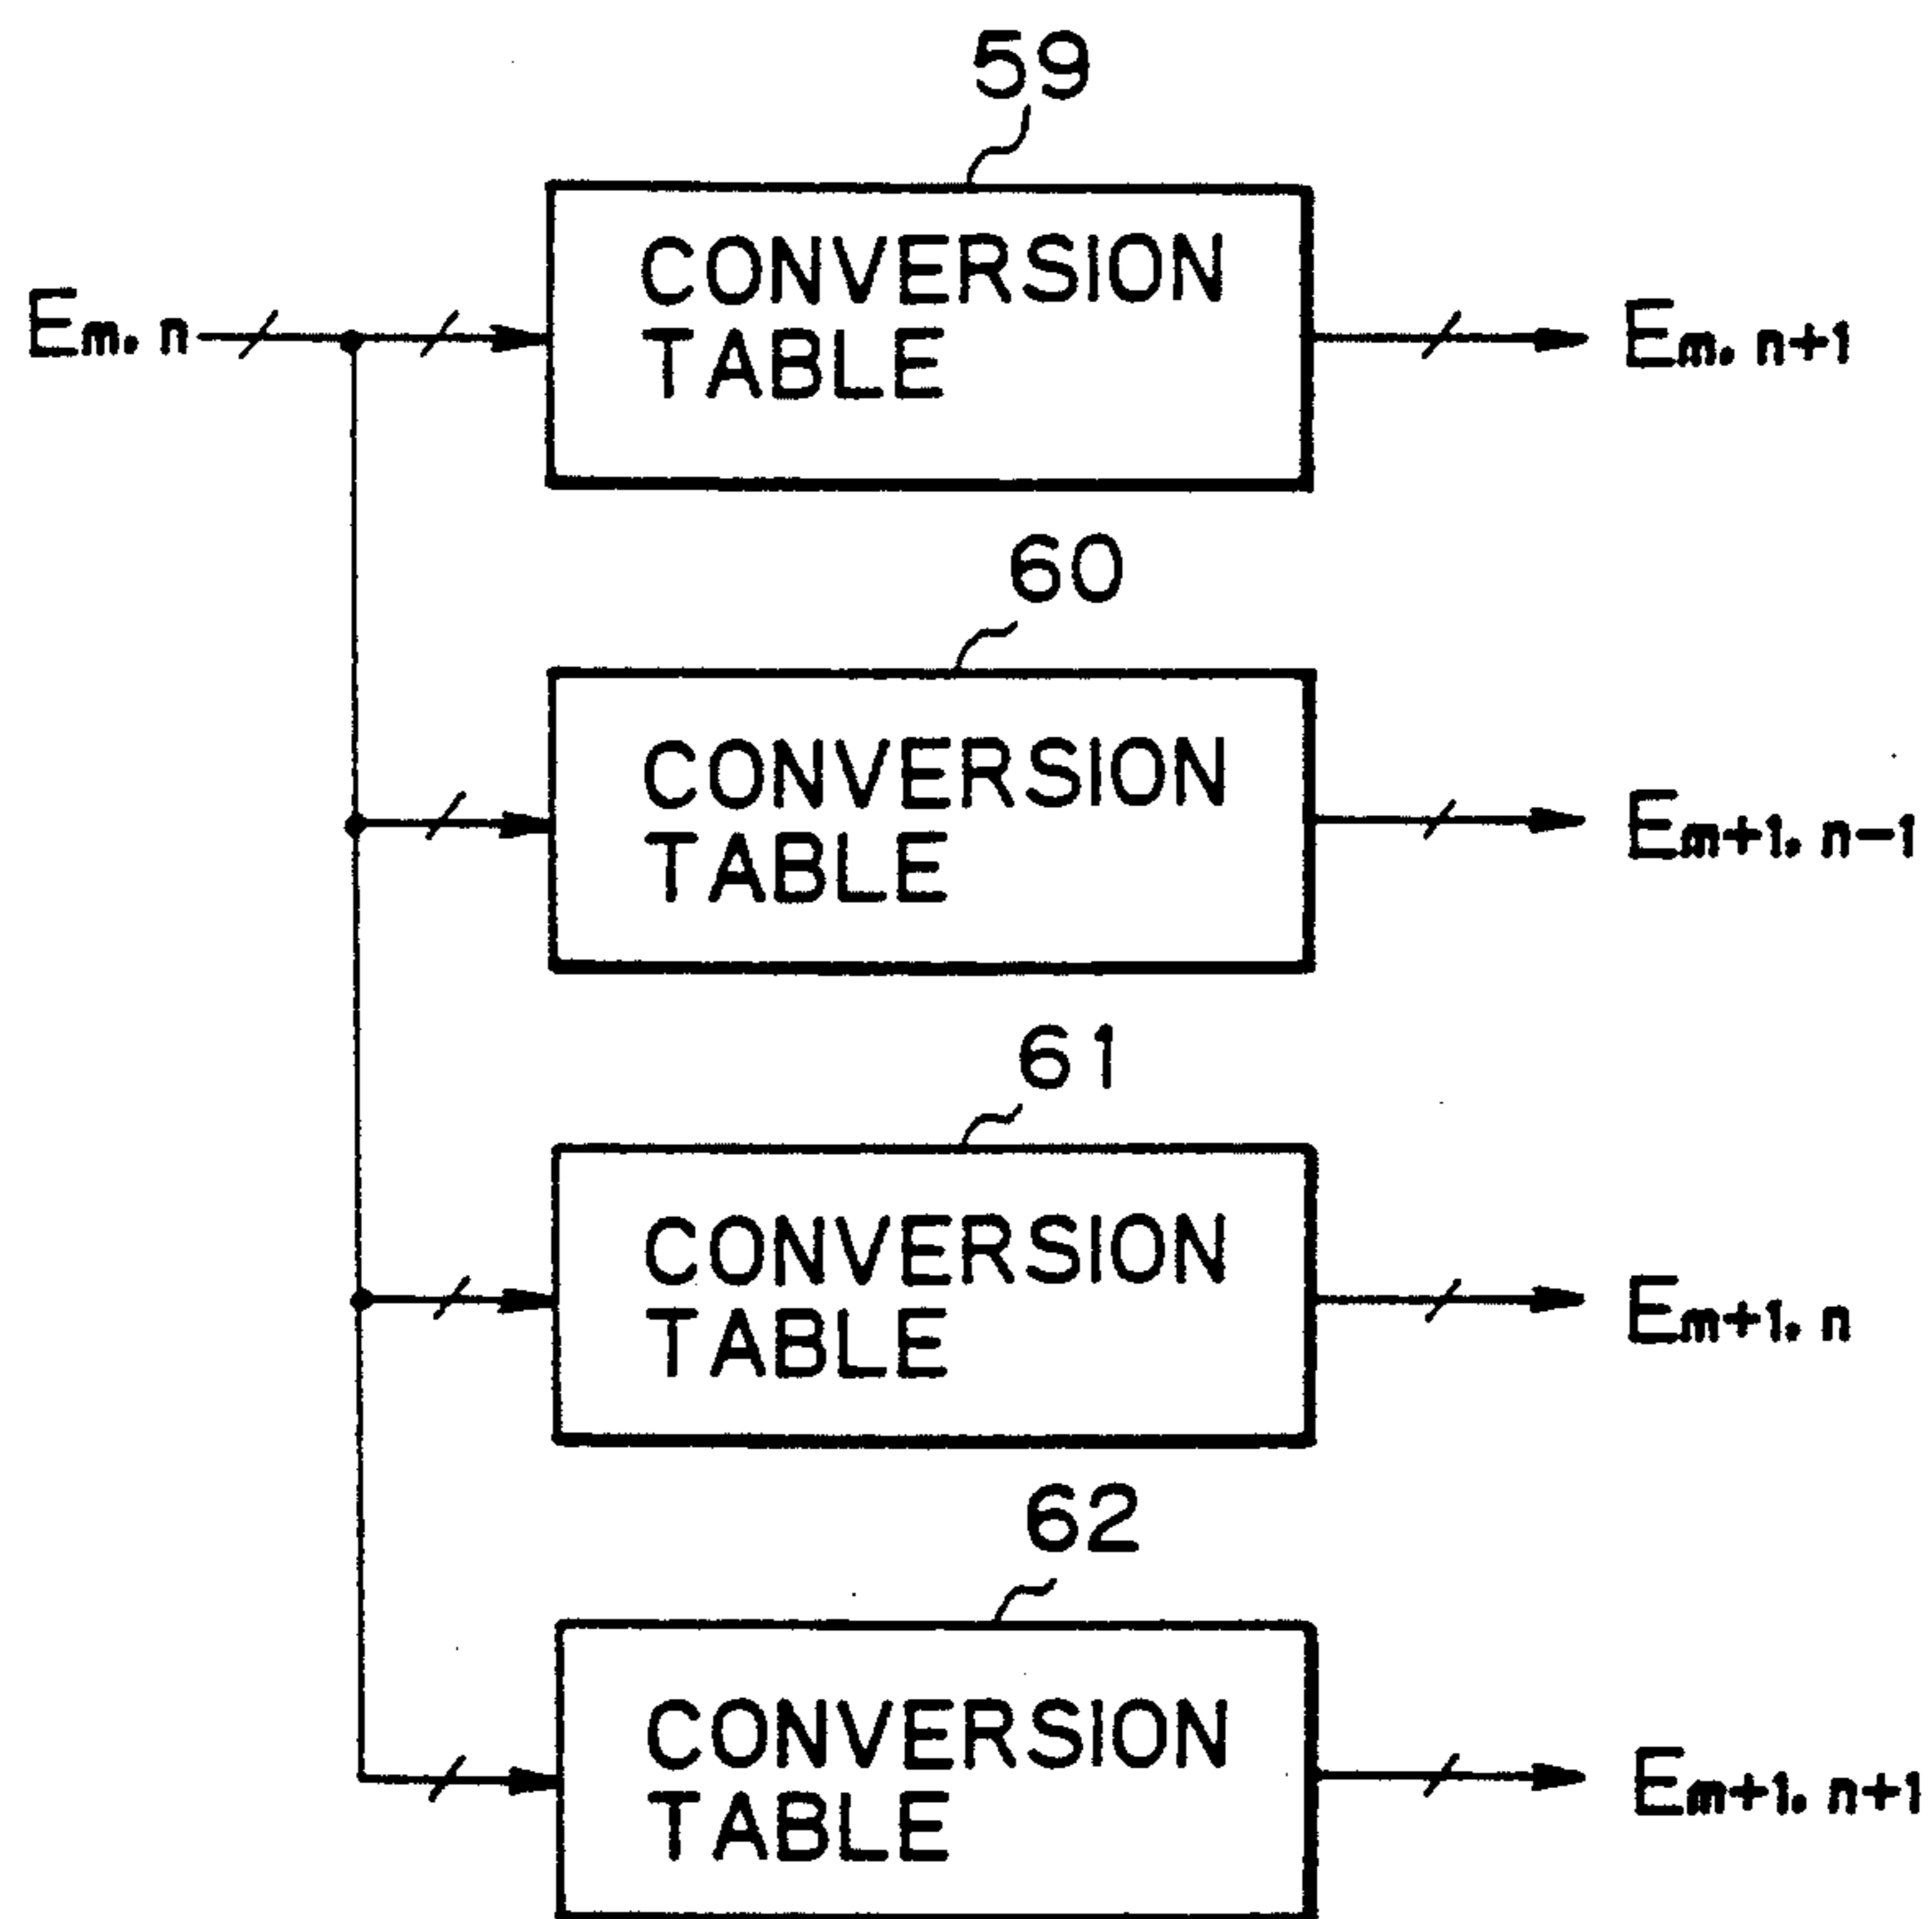 59
CONVERSION
TABLE
Em. n
Em. n+1
60
CONVERSION
TABLE
Em+1. n-1
61
CONVERSION
TABLE
Em+1. n
62
CONVERSION
TABLE
Em+1. n+1